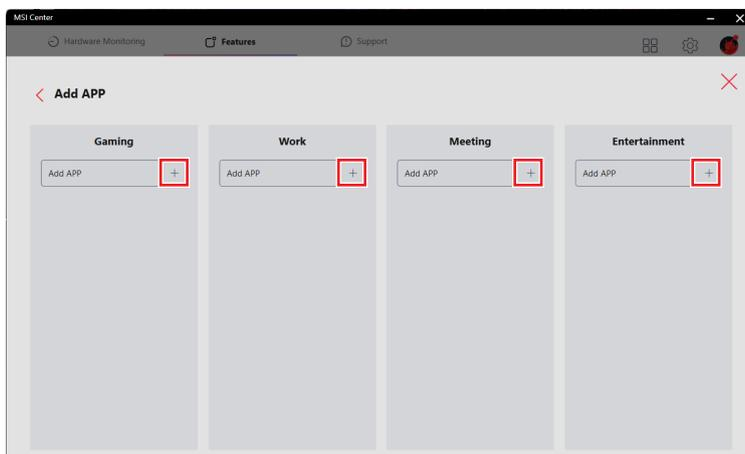 MSI Center
Hardware Monitoring
Features
Support
Add APP
Gaming
Work
Meeting
Entertainment
Add APP
Add APP
Add APP
Add APP